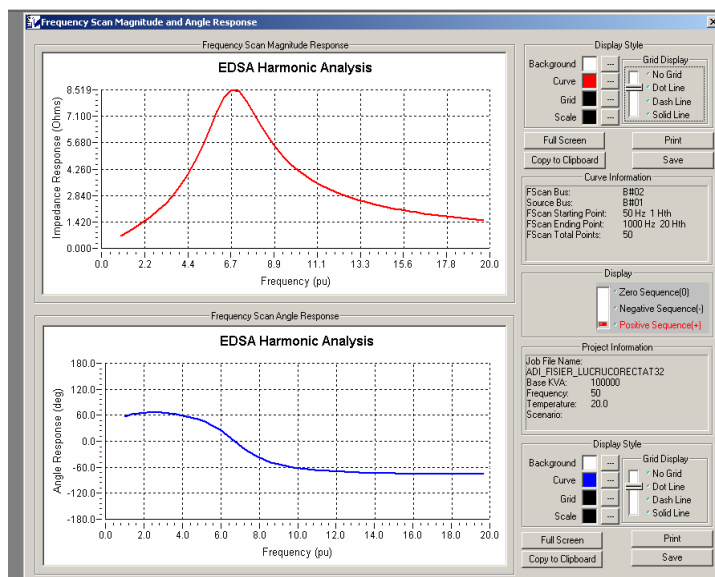 Frequency Scan Magnitude and Angle Response
Frequency Scan Magnitude Response
EDSA Harmonic Analysis
Impedance Response (Ohms)
8.519
7.100
5.680
4.260
2.840
1.420
0.000
0.0 2.2 4.4 6.7 8.9 11.1 13.3 15.6 17.8 20.0
Frequency (pu)
Frequency Scan Angle Response
EDSA Harmonic Analysis
Angle Response (deg)
180.0
120.0
60.0
0.0
-60.0
-120.0
-180.0
0.0 2.0 4.0 6.0 8.0 10.0 12.0 14.0 16.0 18.0 20.0
Frequency (pu)
Display Style
Background ...
Curve ...
Grid ...
Scale ...
Grid Display
No Grid
Dot Line
Dash Line
Solid Line
Full Screen Print
Copy to Clipboard Save
Curve Information
FScan Bus: B#02
Source Bus: B#01
FScan Starting Point: 50 Hz 1 Hth
FScan Ending Point: 1000 Hz 20 Hth
FScan Total Points: 50
Display
Zero Sequence(0)
Negative Sequence(-)
Positive Sequence(+)
Project Information
Job File Name:
ADI_FISIER_LUCRUCORECTAT32
Base KVA: 100000
Frequency: 50
Temperature: 20.0
Scenario:
Display Style
Background ...
Curve ...
Grid ...
Scale ...
Grid Display
No Grid
Dot Line
Dash Line
Solid Line
Full Screen Print
Copy to Clipboard Save